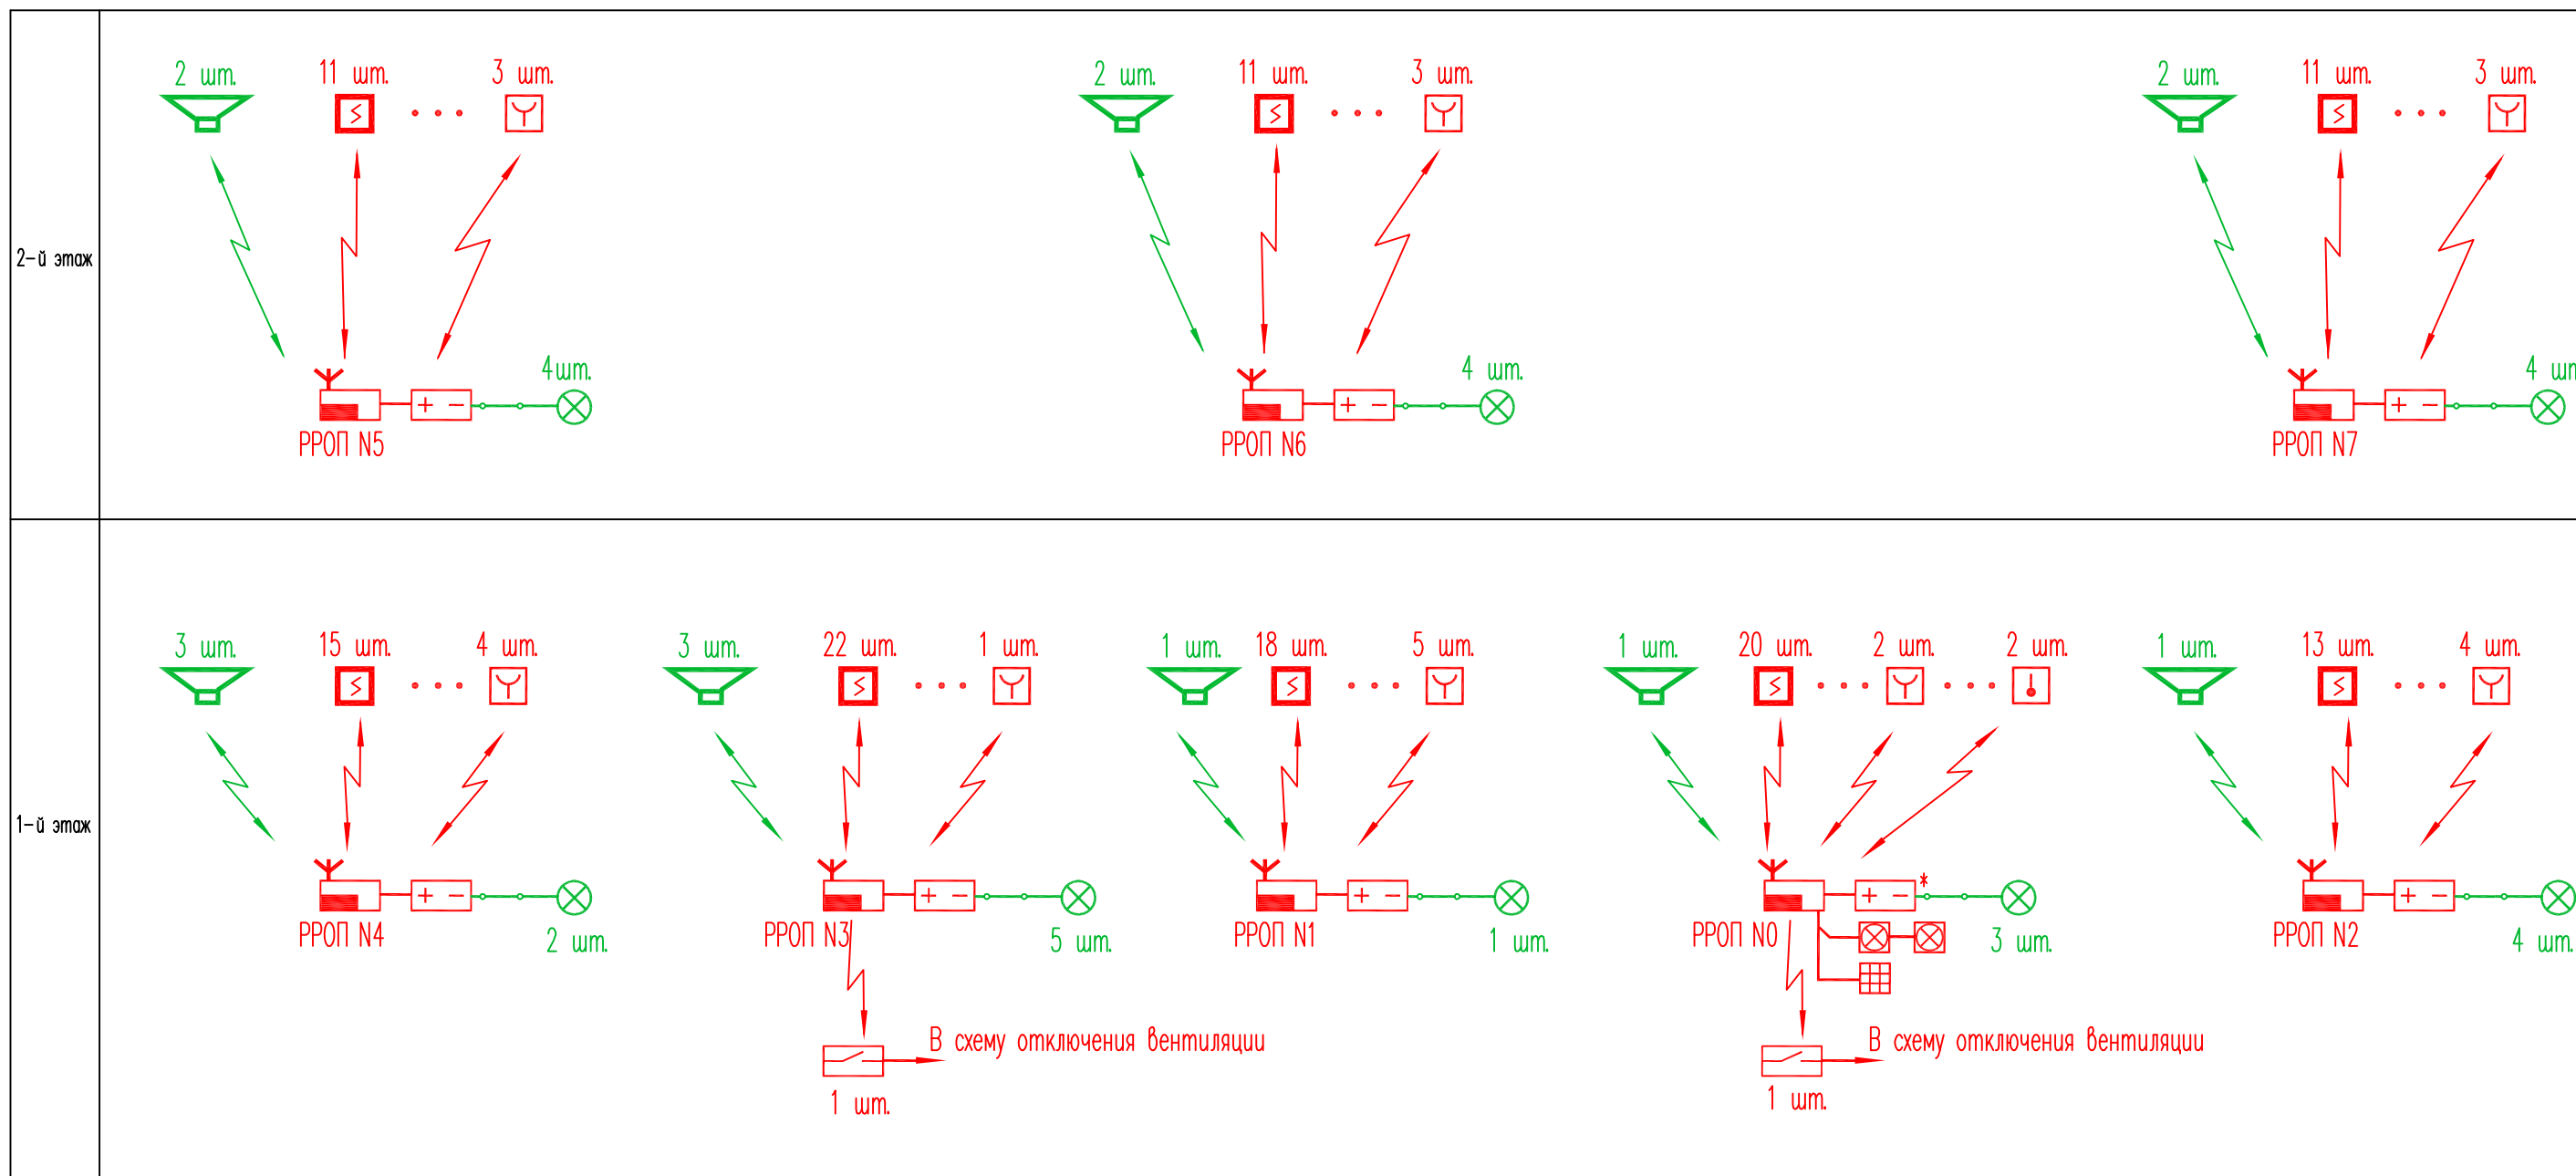 2 шт.
11 шт.
3 шт.
2 шт.
11 шт.
3 шт.
2 шт.
11 шт.
3 шт.
2-й этаж
4шт.
4 шт.
4 шт
РРОП N5
РРОП N6
РРОП N7
3 шт.
15 шт.
4 шт.
3 шт.
22 шт.
1 шт.
1 шт.
18 шт.
5 шт.
1 шт.
20 шт.
2 шт.
2 шт.
1 шт.
13 шт.
4 шт.
1-й этаж
*
РРОП N4
2 шт.
РРОП N3
5 шт.
РРОП N1
1 шт.
РРОП N0
3 шт.
РРОП N2
4 шт.
В схему отключения вентиляции
В схему отключения вентиляции
1 шт.
1 шт.